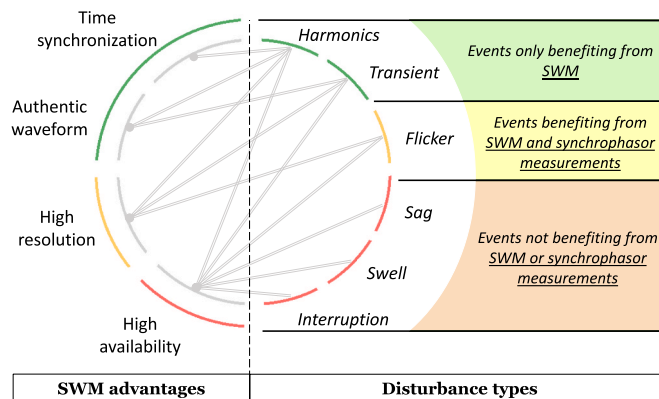 Time
synchronization
Authentic
waveform
High
resolution
High
availability
Harmonics
Transient
Flicker
Sag
Swell
Interruption
Events only benefiting from
SWM
Events benefiting from
SWM and synchrophasor
measurements
Events not benefiting from
SWM or synchrophasor
measurements
SWM advantages
Disturbance types